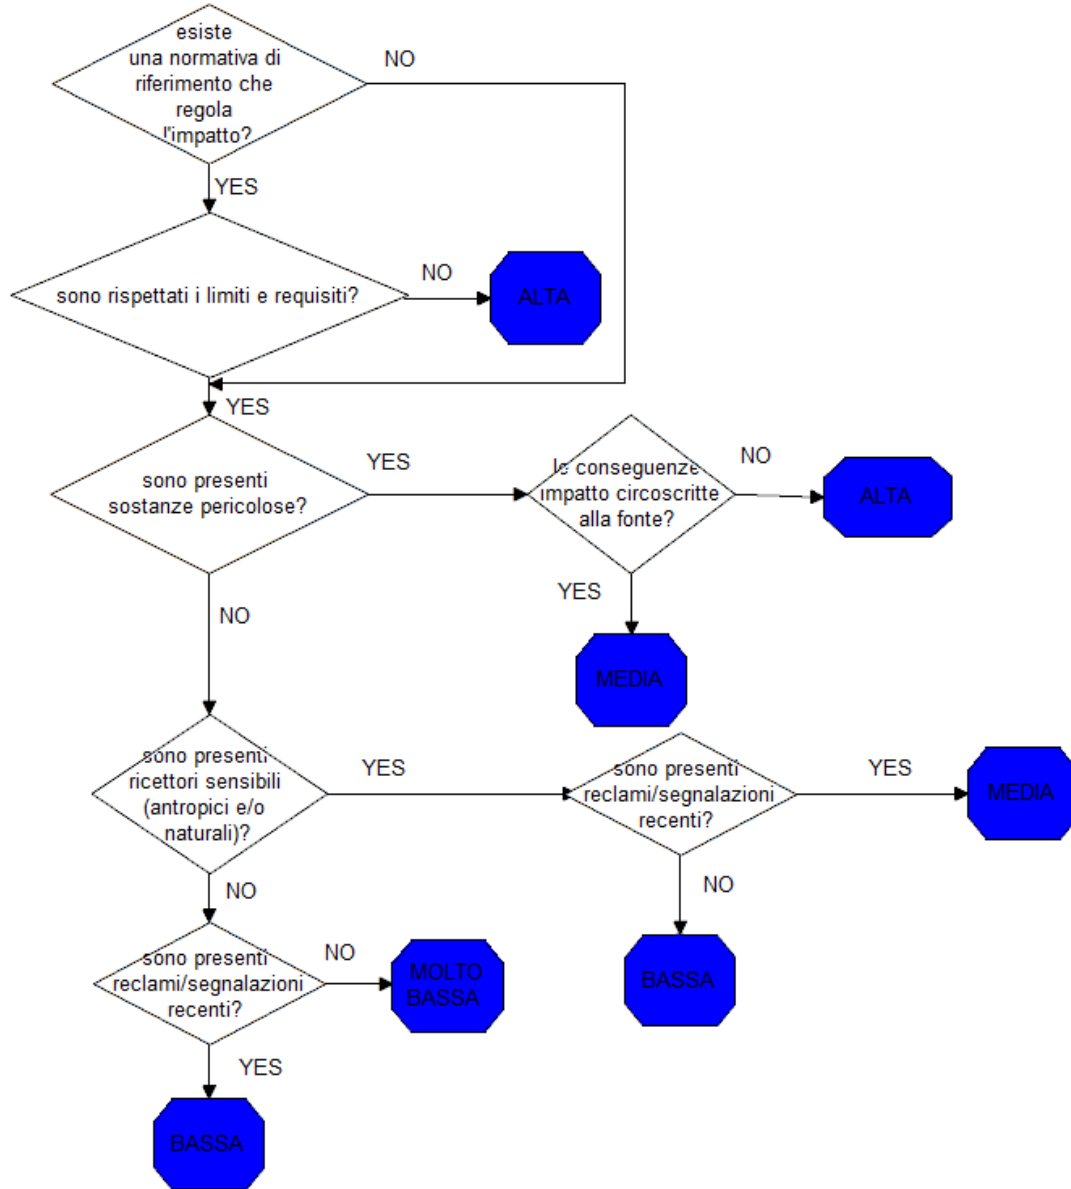 esiste
una normativa di
riferimento che
regola
l'impatto?
NO
YES
sono rispettati i limiti e requisiti?
NO
ALTA
YES
sono presenti
sostanze pericolose?
YES
le conseguenze
impatto circoscritte
alla fonte?
NO
ALTA
YES
MEDIA
NO
sono presenti
ricettori sensibili
(antropici e/o
naturali)?
YES
sono presenti
reclami/segnalazioni
recenti?
YES
MEDIA
NO
BASSA
NO
sono presenti
reclami/segnalazioni
recenti?
NO
MOLTO
BASSA
YES
BASSA